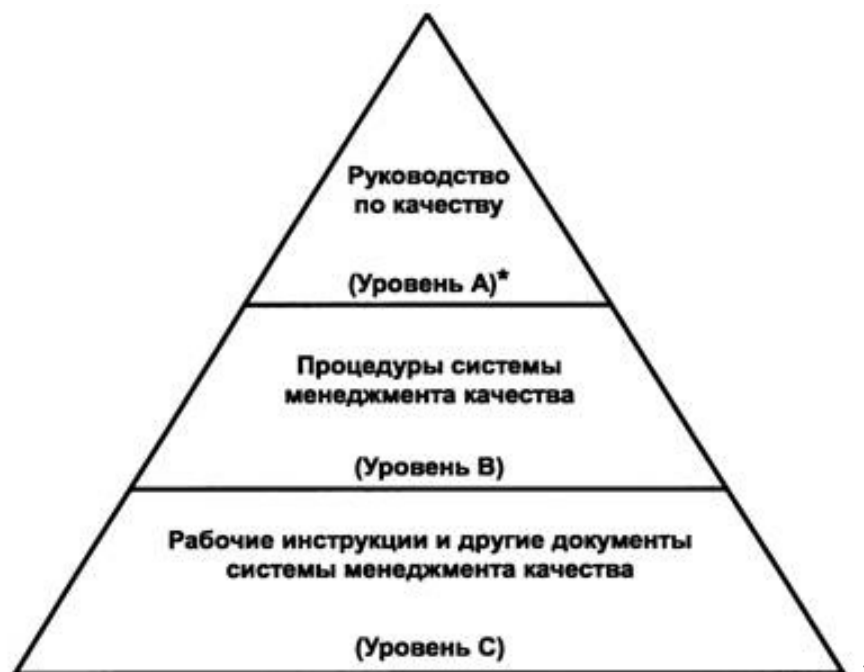 Руководство
по качеству
(Уровень А)*
Процедуры системы
менеджмента качества
(Уровень В)
Рабочие инструкции и другие документы
системы менеджмента качества
(Уровень С)